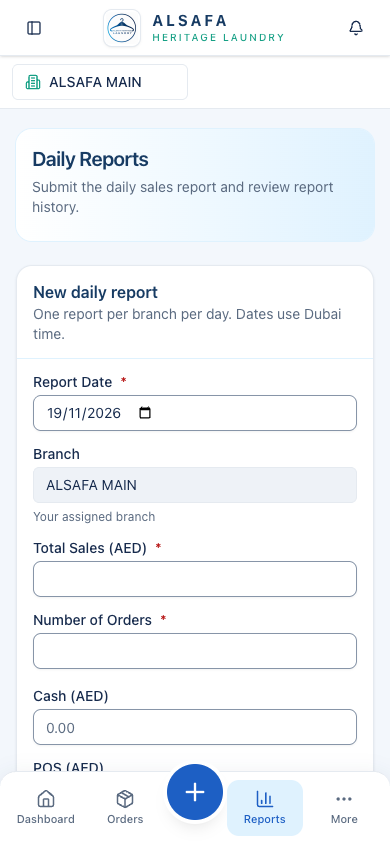 ALSAFA
HERITAGE LAUNDRY
ALSAFA MAIN
Daily Reports
Submit the daily sales report and review report
history.
New daily report
One report per branch per day. Dates use Dubai
time.
Report Date *
19/11/2026
Branch
ALSAFA MAIN
Your assigned branch
Total Sales (AED) *
Number of Orders *
Cash (AED)
0.00
POS (AED)
Dashboard
Orders
Reports
More